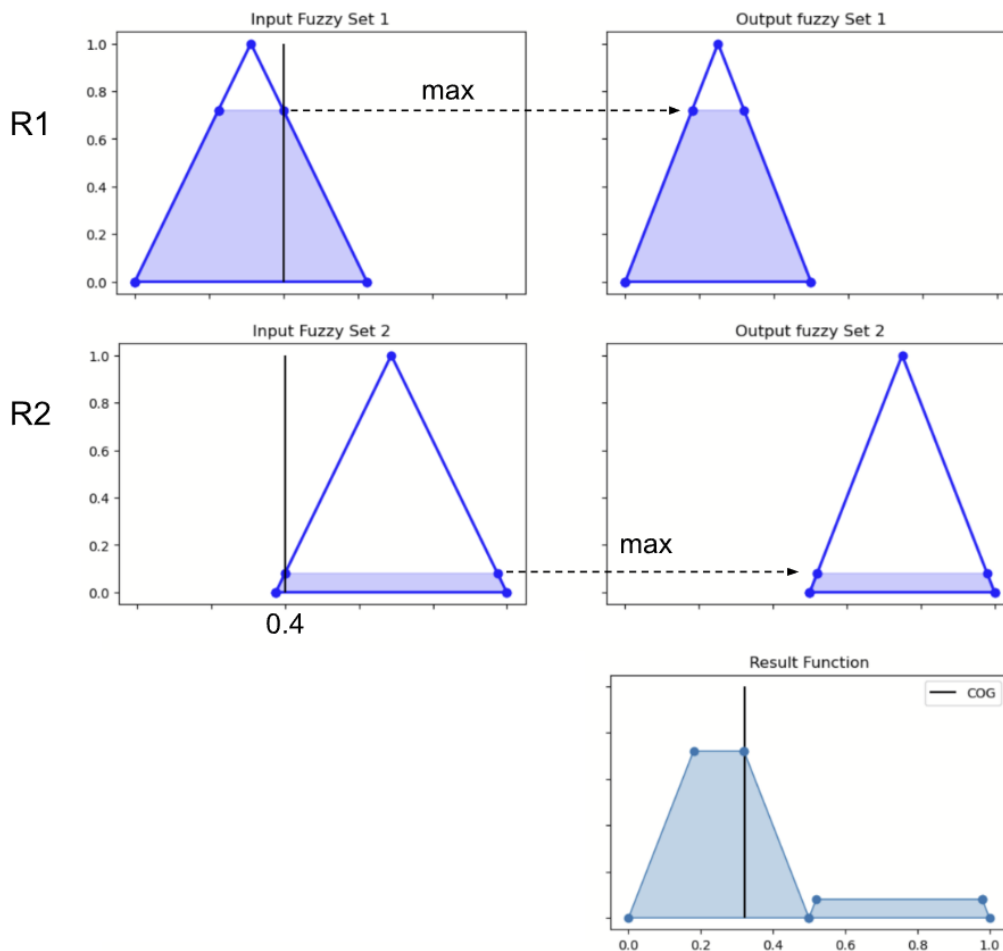 Input Fuzzy Set 1
Output fuzzy Set 1
R1
max
1.0
0.8
0.6
0.4
0.2
0.0
Input Fuzzy Set 2
Output fuzzy Set 2
R2
max
1.0
0.8
0.6
0.4
0.2
0.0
0.4
Result Function
COG
0.0 0.2 0.4 0.6 0.8 1.0